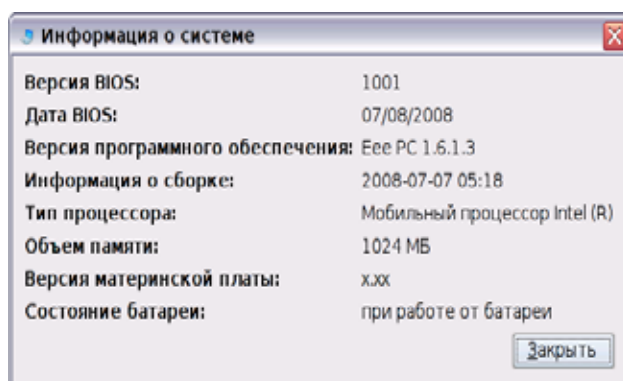 Информация о системе
Версия BIOS: 1001
Дата BIOS: 07/08/2008
Версия программного обеспечения: Eee PC 1.6.1.3
Информация о сборке: 2008-07-07 05:18
Тип процессора: Мобильный процессор Intel (R)
Объем памяти: 1024 МБ
Версия материнской платы: x.xx
Состояние батареи: при работе от батареи
Закрыть